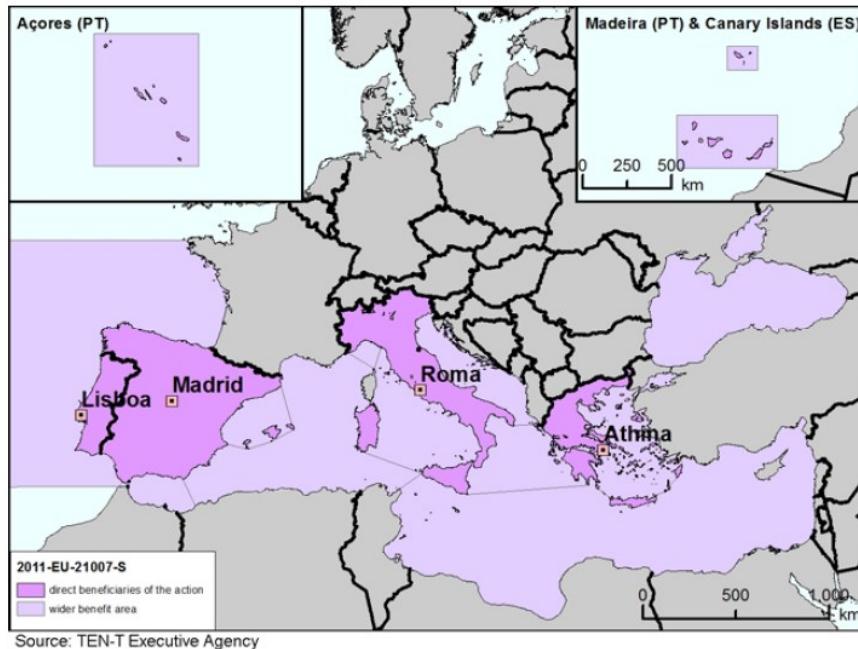 Açores (PT)
Madeira (PT) & Canary Islands (ES)
0 250 500
km
Lisboa
Madrid
Roma
Athina
2011-EU-21007-S
direct beneficiaries of the action
wider benefit area
0 500 1.000
km
Source: TEN-T Executive Agency